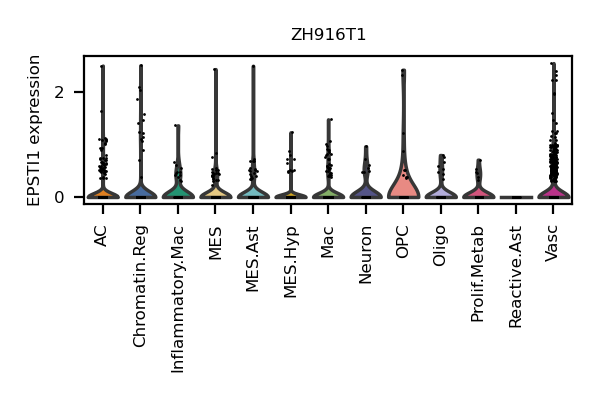 ZH916T1
EPSTI1 expression
2
0
AC
Chromatin.Reg
Inflammatory.Mac
MES
MES.Ast
MES.Hyp
Mac
Neuron
OPC
Oligo
Prolif.Metab
Reactive.Ast
Vasc